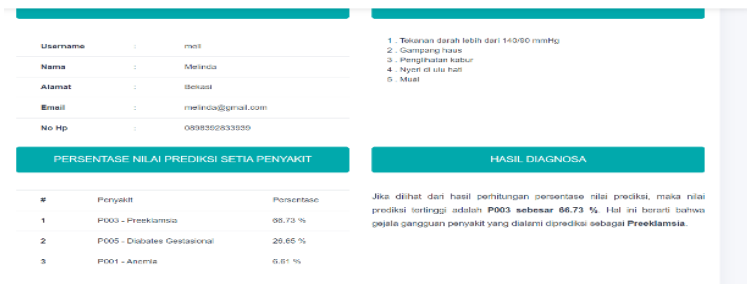 Username : meli
Nama : Melinda
Alamat : Bekasi
Email : melinda@gmail.com
No Hp : 0898392833939
1 . Tekanan darah lebih dari 140/90 mmHg
2 . Gampang haus
3 . Penglihatan kabur
4 . Nyeri di ulu hati
5 . Mual
PERSENTASE NILAI PREDIKSI SETIA PENYAKIT
# Penyakit Persentase
1 P003 - Preeklamsia 66.73 %
2 P005 - Diabates Gestasional 26.65 %
3 P001 - Anemia 6.61 %
HASIL DIAGNOSA
Jika dilihat dari hasil perhitungan persentase nilai prediksi, maka nilai
prediksi tertinggi adalah P003 sebesar 66.73 %. Hal ini berarti bahwa
gejala gangguan penyakit yang dialami diprediksi sebagai Preeklamsia.